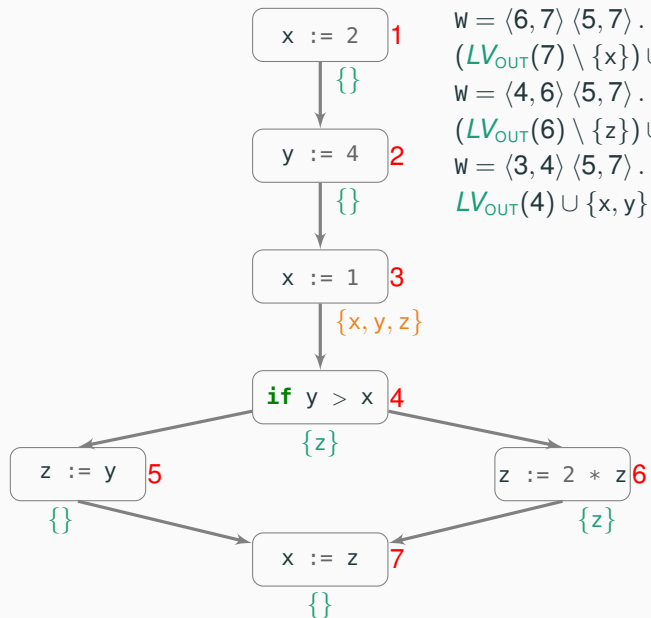 x := 2 1
{}
y := 4 2
{}
x := 1 3
{x, y, z}
if y > x 4
{z}
z := y 5
{}
z := 2 * z 6
{z}
x := z 7
{}
W = ⟨6, 7⟩ ⟨5, 7⟩ .
(LV_OUT(7) \ {x}) ∪
W = ⟨4, 6⟩ ⟨5, 7⟩ .
(LV_OUT(6) \ {z}) ∪
W = ⟨3, 4⟩ ⟨5, 7⟩ .
LV_OUT(4) ∪ {x, y}